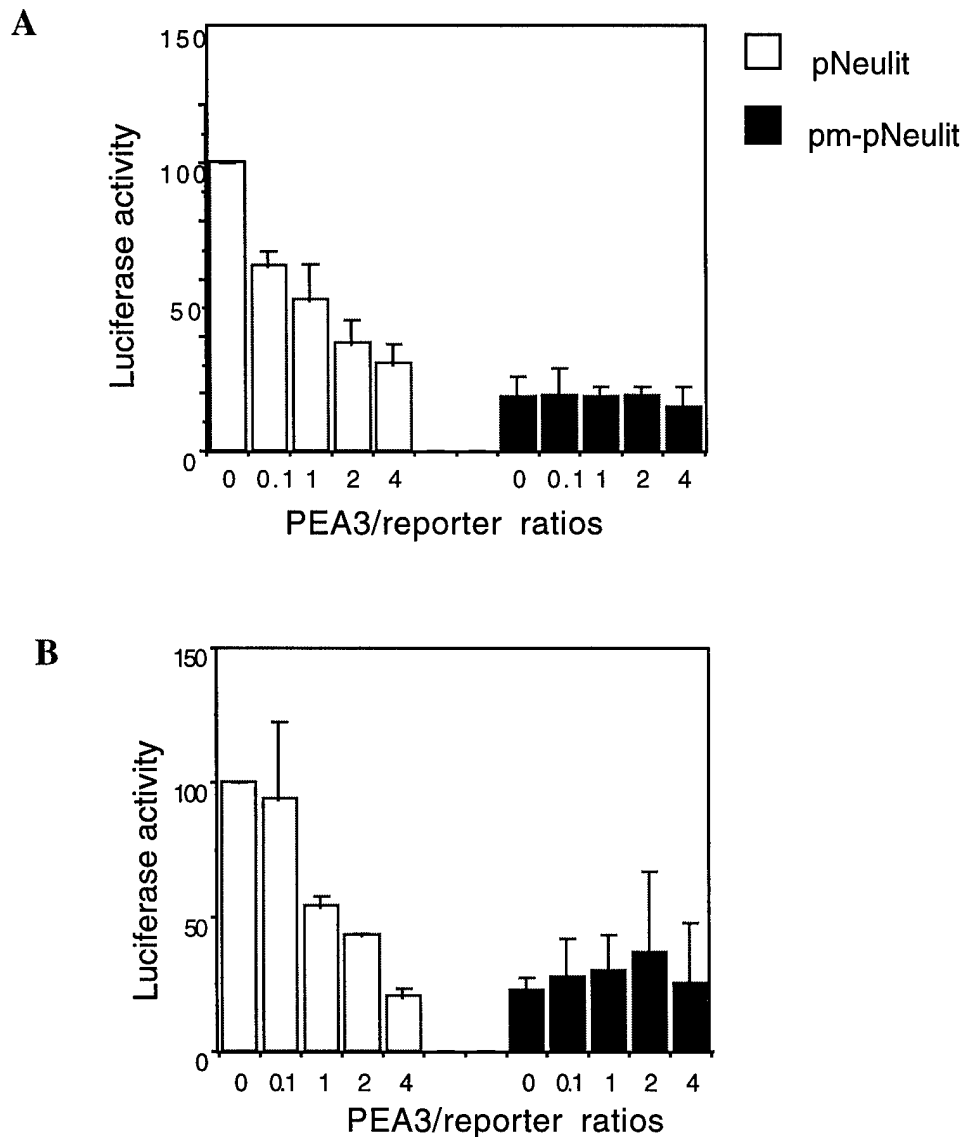 A
150
100
50
0
Luciferase activity
0 0.1 1 2 4 0 0.1 1 2 4
PEA3/reporter ratios
pNeulit
pm-pNeulit
B
150
100
50
0
Luciferase activity
0 0.1 1 2 4 0 0.1 1 2 4
PEA3/reporter ratios